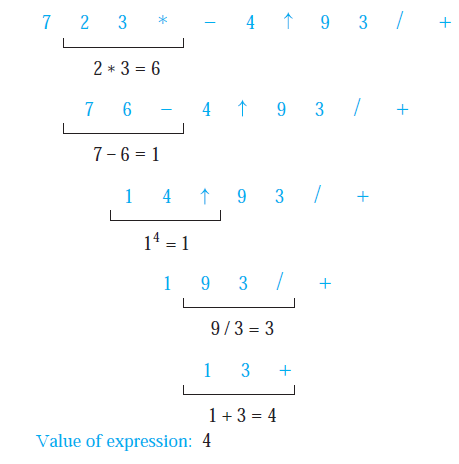 7 2 3 * − 4 ↑ 9 3 / +
2 * 3 = 6
7 6 − 4 ↑ 9 3 / +
7 − 6 = 1
1 4 ↑ 9 3 / +
1⁴ = 1
1 9 3 / +
9 / 3 = 3
1 3 +
1 + 3 = 4
Value of expression: 4